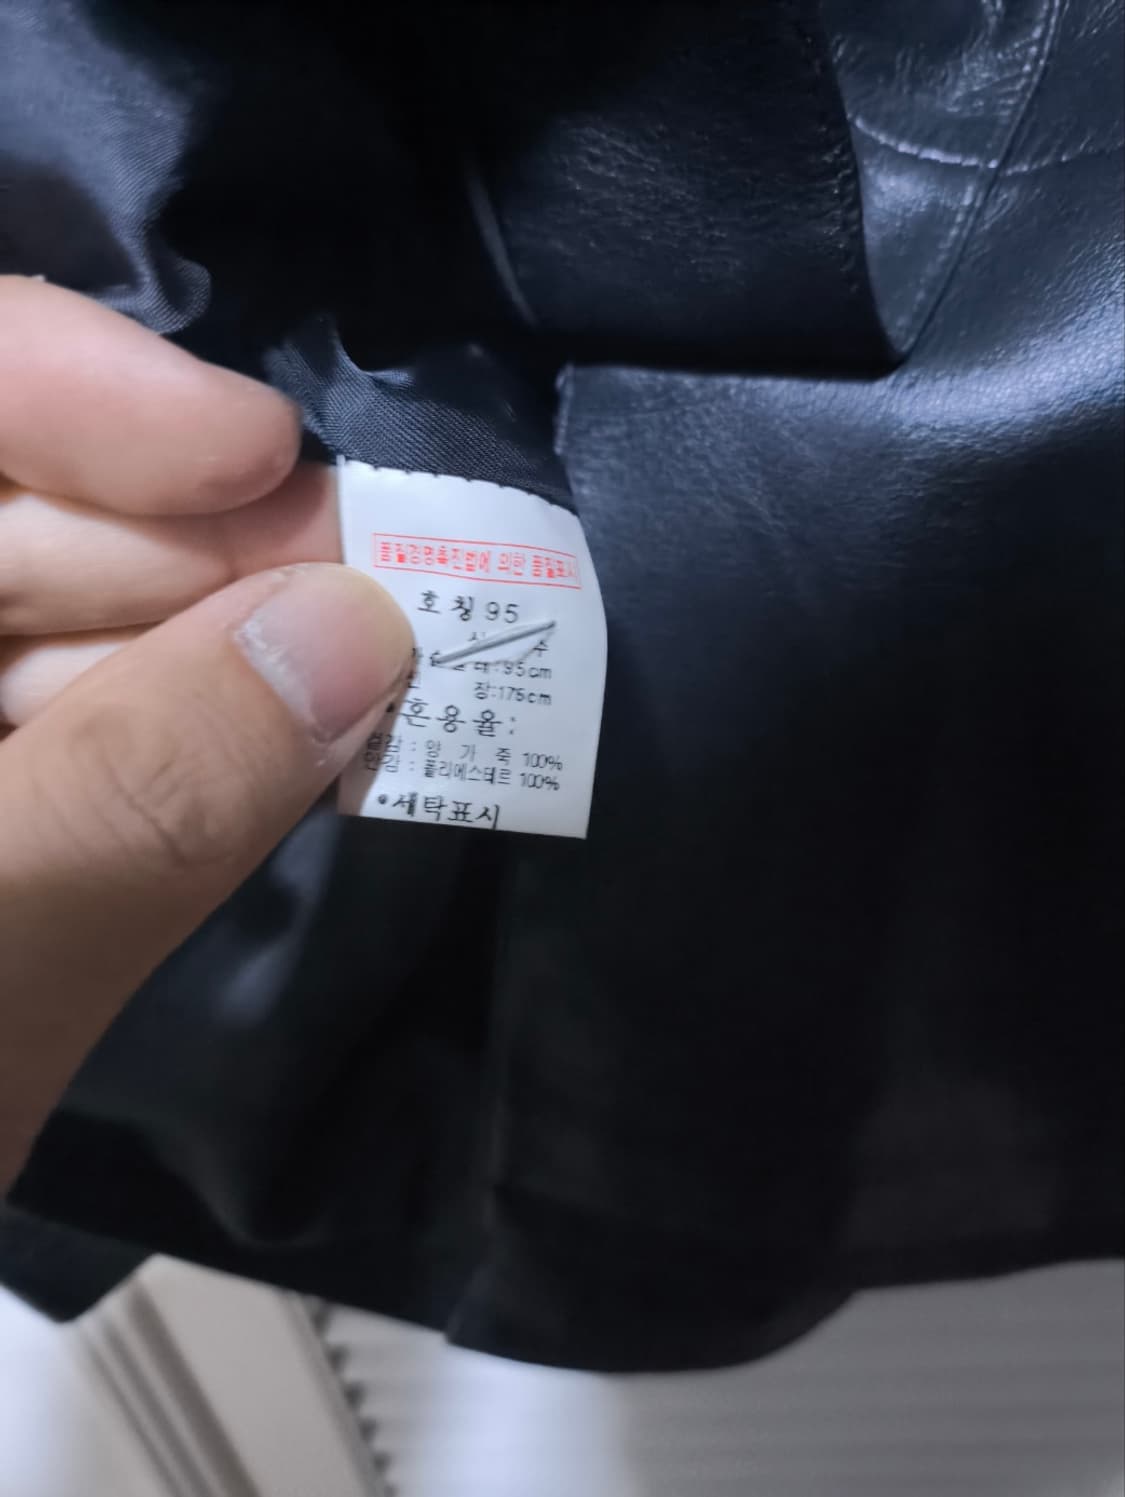 품질경영촉진법에 의한 품질표시
호칭 95
:95cm
장:175cm
혼용율:
겉감 : 양 가 죽 100%
안감 : 폴리에스테르 100%
•세탁표시